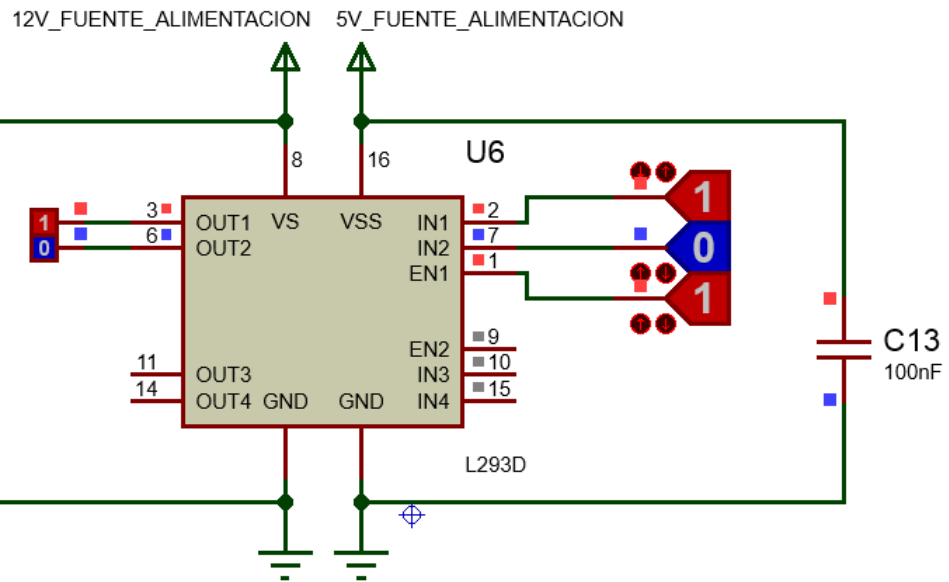 12V_FUENTE_ALIMENTACION 5V_FUENTE_ALIMENTACION
8 16 U6
1 3 OUT1 VS VSS IN1 2 1
0 6 OUT2 IN2 7 0
EN1 1 1
EN2 9
11 OUT3 IN3 10
14 OUT4 GND GND IN4 15
C13
100nF
L293D